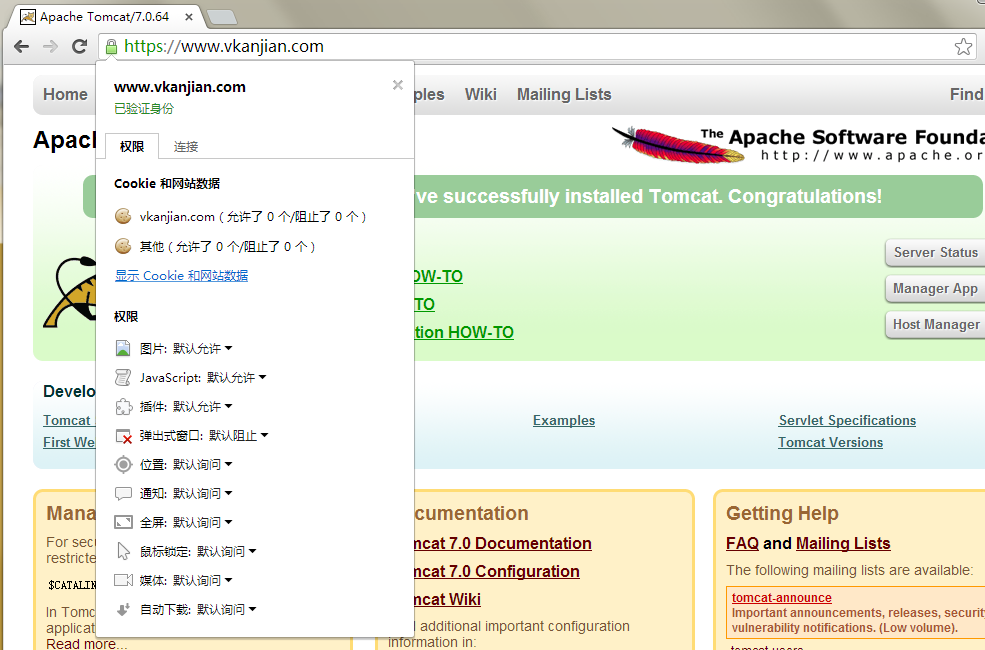 Apache Tomcat/7.0.64
https://www.vkanjian.com
Home
ples
Wiki
Mailing Lists
Find
www.vkanjian.com
已验证身份
权限
连接
Cookie 和网站数据
vkanjian.com ( 允许了 0 个/阻止了 0 个 )
其他 ( 允许了 0 个/阻止了 0 个 )
显示 Cookie 和网站数据
权限
图片: 默认允许
JavaScript: 默认允许
插件: 默认允许
弹出式窗口: 默认阻止
位置: 默认询问
通知: 默认询问
全屏: 默认询问
鼠标锁定: 默认询问
媒体: 默认询问
自动下载: 默认询问
Apac
The Apache Software Founda
http://www.apache.or
ve successfully installed Tomcat. Congratulations!
OW-TO
TO
tion HOW-TO
Server Status
Manager App
Host Manager
Develo
Tomcat
First We
Examples
Servlet Specifications
Tomcat Versions
Mana
For secu
restricte
$CATALIN
In Tomc
applicat
Read more...
cumentation
mcat 7.0 Documentation
mcat 7.0 Configuration
mcat Wiki
additional important configuration
information in:
Getting Help
FAQ and Mailing Lists
The following mailing lists are available:
tomcat-announce
Important announcements, releases, security
vulnerability notifications. (Low volume).
tomcat-users